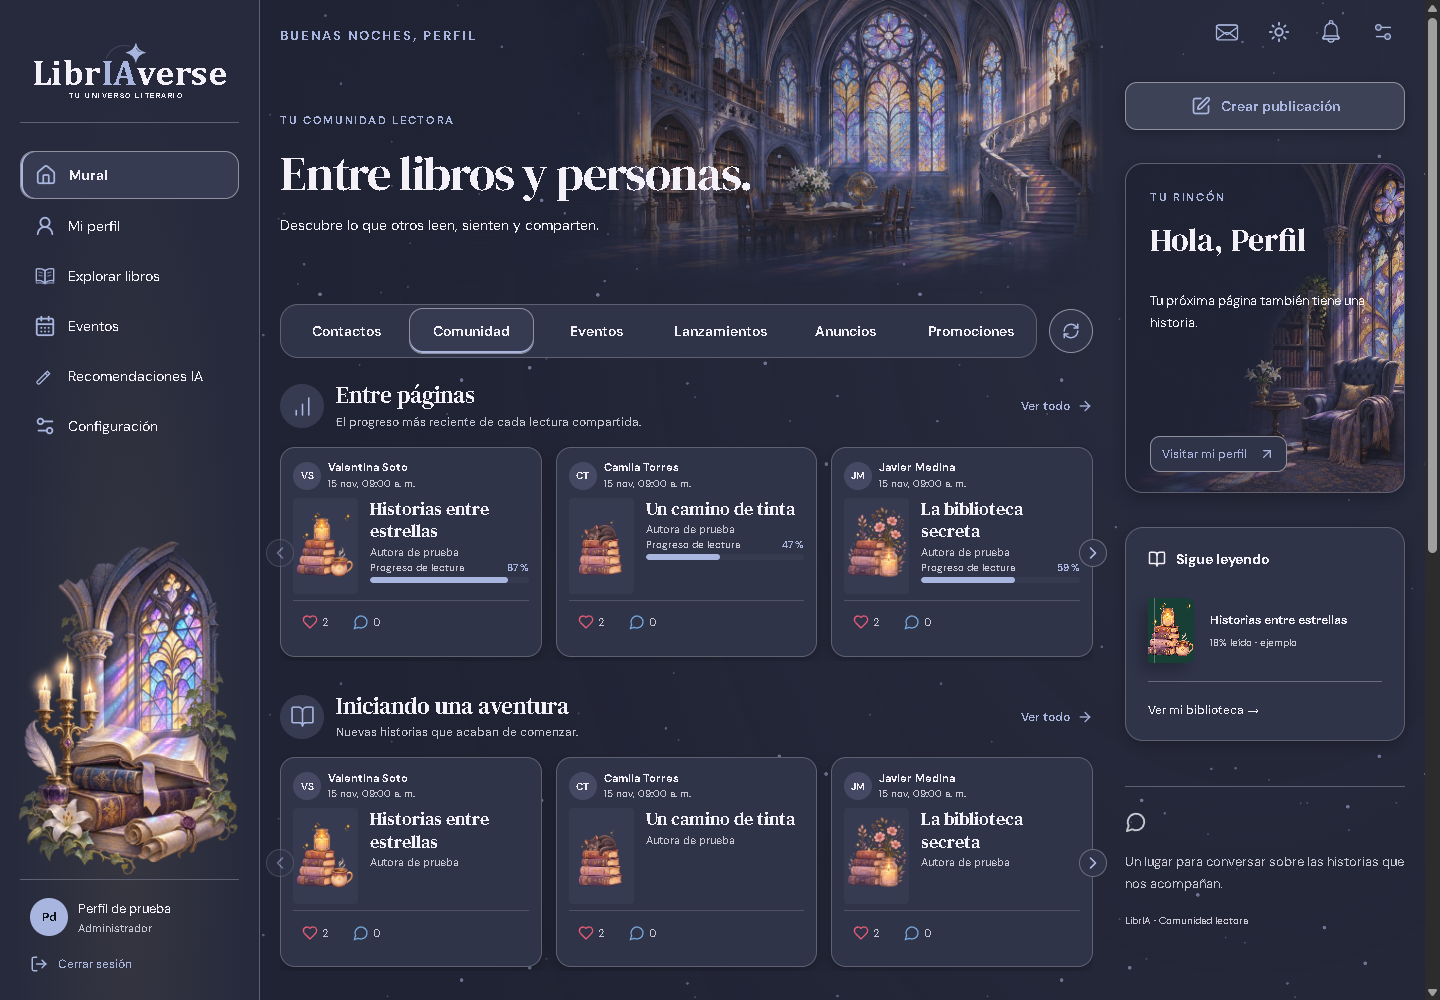 LibrIAverse
TU UNIVERSO LITERARIO
Mural
Mi perfil
Explorar libros
Eventos
Recomendaciones IA
Configuración
Pd
Perfil de prueba
Administrador
Cerrar sesión
BUENAS NOCHES, PERFIL
TU COMUNIDAD LECTORA
Entre libros y personas.
Descubre lo que otros leen, sienten y comparten.
Contactos
Comunidad
Eventos
Lanzamientos
Anuncios
Promociones
Entre páginas
El progreso más reciente de cada lectura compartida.
Ver todo →
VS
Valentina Soto
15 nov, 09:00 a. m.
Historias entre
estrellas
Autora de prueba
Progreso de lectura 87%
2 0
CT
Camila Torres
15 nov, 09:00 a. m.
Un camino de tinta
Autora de prueba
Progreso de lectura 47%
2 0
JM
Javier Medina
15 nov, 09:00 a. m.
La biblioteca
secreta
Autora de prueba
Progreso de lectura 59%
2 0
Iniciando una aventura
Nuevas historias que acaban de comenzar.
Ver todo →
VS
Valentina Soto
15 nov, 09:00 a. m.
Historias entre
estrellas
Autora de prueba
2 0
CT
Camila Torres
15 nov, 09:00 a. m.
Un camino de tinta
Autora de prueba
2 0
JM
Javier Medina
15 nov, 09:00 a. m.
La biblioteca
secreta
Autora de prueba
2 0
Crear publicación
TU RINCÓN
Hola, Perfil
Tu próxima página también tiene una
historia.
Visitar mi perfil
Sigue leyendo
Historias entre estrellas
18% leído · ejemplo
Ver mi biblioteca →
Un lugar para conversar sobre las historias que
nos acompañan.
LibrIA · Comunidad lectora